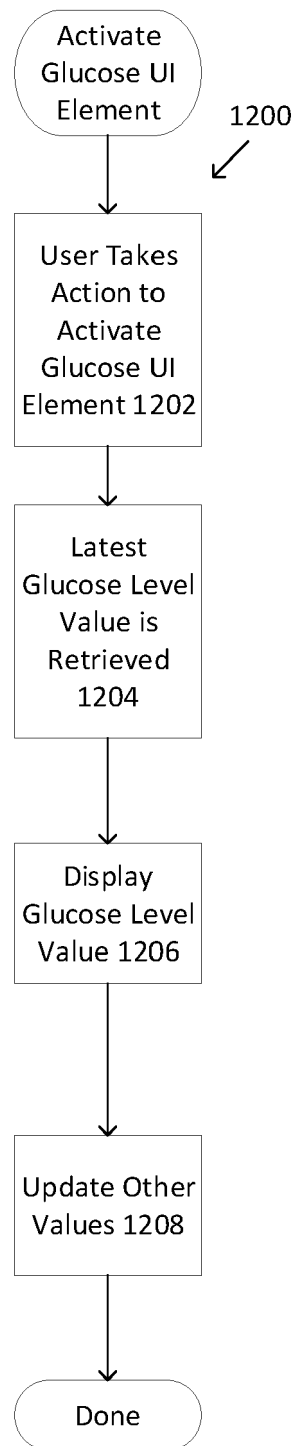 Activate
Glucose UI
Element
1200
User Takes
Action to
Activate
Glucose UI
Element 1202
Latest
Glucose Level
Value is
Retrieved
1204
Display
Glucose Level
Value 1206
Update Other
Values 1208
Done